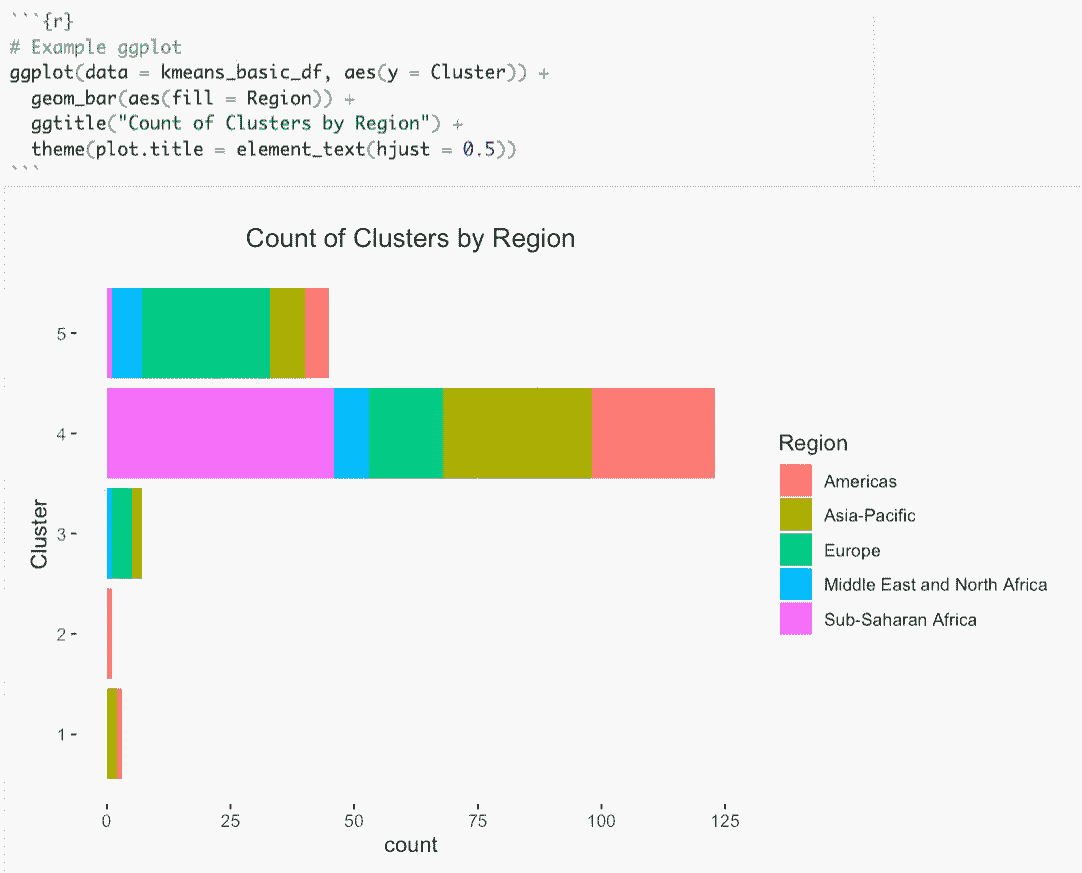 ```{r}
# Example ggplot
ggplot(data = kmeans_basic_df, aes(y = Cluster)) +
  geom_bar(aes(fill = Region)) +
  ggtitle("Count of Clusters by Region") +
  theme(plot.title = element_text(hjust = 0.5))
```
Count of Clusters by Region
5
4
3
2
1
Cluster
0 25 50 75 100 125
count
Region
Americas
Asia-Pacific
Europe
Middle East and North Africa
Sub-Saharan Africa